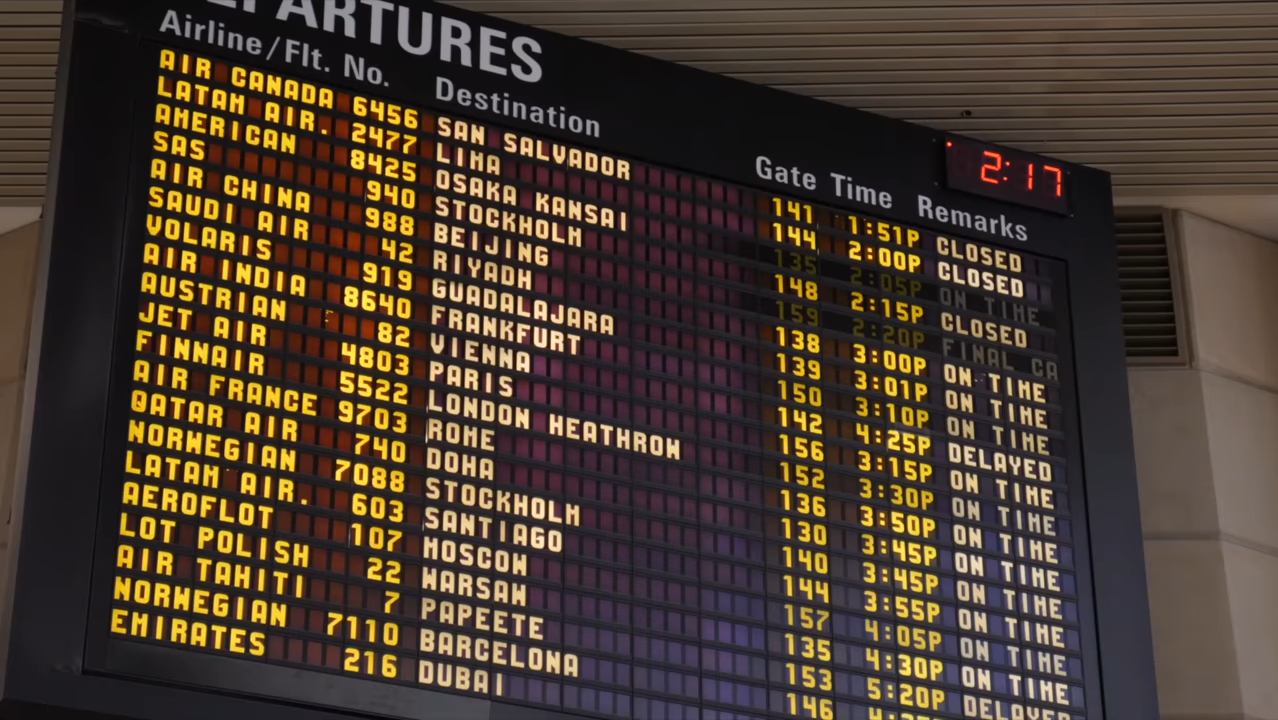 DEPARTURES
2:17
Airline/Flt. No. Destination Gate Time Remarks
AIR CANADA 6456 SAN SALVADOR 141 1:51P CLOSED
LATAM AIR. 2477 LIMA 144 2:00P CLOSED
AMERICAN 8425 OSAKA KANSAI 135 2:05P ON TIME
SAS 940 STOCKHOLM 148 2:15P CLOSED
AIR CHINA 988 BEIJING 159 2:20P FINAL CA
SAUDI AIR 42 RIYADH 138 3:00P ON TIME
VOLARIS 919 GUADALAJARA 139 3:01P ON TIME
AIR INDIA 8640 FRANKFURT 150 3:10P ON TIME
AUSTRIAN 82 VIENNA 142 4:25P DELAYED
JET AIR 4803 PARIS 156 3:15P ON TIME
FINNAIR 5522 LONDON HEATHROW 152 3:30P ON TIME
AIR FRANCE 9703 ROME 136 3:50P ON TIME
QATAR AIR 740 DOHA 130 3:45P ON TIME
NORWEGIAN 7088 STOCKHOLM 140 3:45P ON TIME
LATAM AIR. 603 SANTIAGO 144 3:55P ON TIME
AEROFLOT 107 MOSCOW 157 4:05P ON TIME
LOT POLISH 22 WARSAW 135 4:30P ON TIME
AIR TAHITI 7 PAPEETE 153 5:20P DELAYED
NORWEGIAN 7110 BARCELONA 146
EMIRATES 216 DUBAI